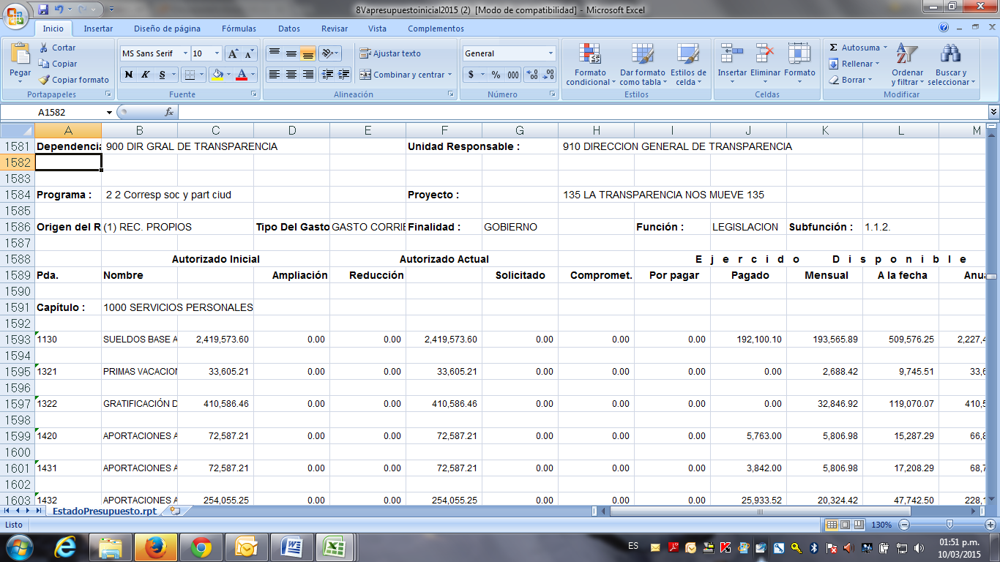 8Vapresupuestoinicial2015 (2) [Modo de compatibilidad] - Microsoft Excel
Inicio Insertar Diseño de página Fórmulas Datos Revisar Vista Complementos
Pegar Cortar Copiar Copiar formato
MS Sans Serif 10
N K S
Ajustar texto
Combinar y centrar
General
$ % 000
Formato condicional Dar formato como tabla Estilos de celda
Insertar Eliminar Formato
Σ Autosuma Rellenar Borrar
Ordenar y filtrar Buscar y seleccionar
Portapapeles Fuente Alineación Número Estilos Celdas Modificar
A1582 fx
A B C D E F G H I J K L M
1581 Dependencia 900 DIR GRAL DE TRANSPARENCIA Unidad Responsable : 910 DIRECCION GENERAL DE TRANSPARENCIA
1582
1583
1584 Programa : 2 2 Corresp soc y part ciud Proyecto : 135 LA TRANSPARENCIA NOS MUEVE 135
1585
1586 Origen del R (1) REC. PROPIOS Tipo Del Gasto GASTO CORRIE Finalidad : GOBIERNO Función : LEGISLACION Subfunción : 1.1.2.
1587
1588 Autorizado Inicial Autorizado Actual E j e r c i d o D i s p o n i b l e
1589 Pda. Nombre Ampliación Reducción Solicitado Compromet. Por pagar Pagado Mensual A la fecha Anua
1590
1591 Capítulo : 1000 SERVICIOS PERSONALES
1592
1593 1130 SUELDOS BASE A 2,419,573.60 0.00 0.00 2,419,573.60 0.00 0.00 0.00 192,100.10 193,565.89 509,576.25 2,227,4
1594
1595 1321 PRIMAS VACACION 33,605.21 0.00 0.00 33,605.21 0.00 0.00 0.00 0.00 2,688.42 9,745.51 33,6
1596
1597 1322 GRATIFICACIÓN D 410,586.46 0.00 0.00 410,586.46 0.00 0.00 0.00 0.00 32,846.92 119,070.07 410,5
1598
1599 1420 APORTACIONES A 72,587.21 0.00 0.00 72,587.21 0.00 0.00 0.00 5,763.00 5,806.98 15,287.29 66,8
1600
1601 1431 APORTACIONES A 72,587.21 0.00 0.00 72,587.21 0.00 0.00 0.00 3,842.00 5,806.98 17,208.29 68,7
1602
1603 1432 APORTACIONES A 254,055.25 0.00 0.00 254,055.25 0.00 0.00 0.00 25,933.52 20,324.42 47,742.50 228,1
EstadoPresupuesto.rpt
Listo 130%
ES 01:51 p.m.
10/03/2015